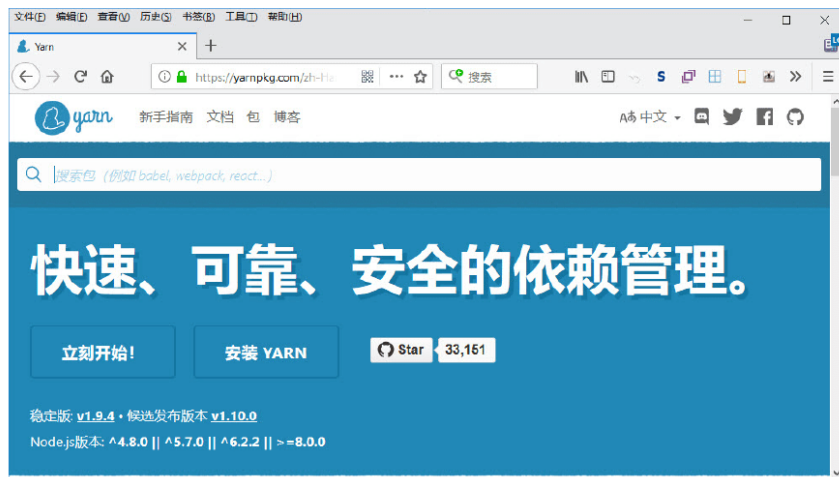 文件(F) 编辑(E) 查看(V) 历史(S) 书签(B) 工具(T) 帮助(H)
Yarn
https://yarnpkg.com/zh-Ha
搜索
yarn 新手指南 文档 包 博客 Aあ 中文
搜索包（例如 babel, webpack, react...）
快速、可靠、安全的依赖管理。
立刻开始! 安装 YARN Star 33,151
稳定版: v1.9.4 • 候选发布版本 v1.10.0
Node.js版本: ^4.8.0 || ^5.7.0 || ^6.2.2 || >=8.0.0